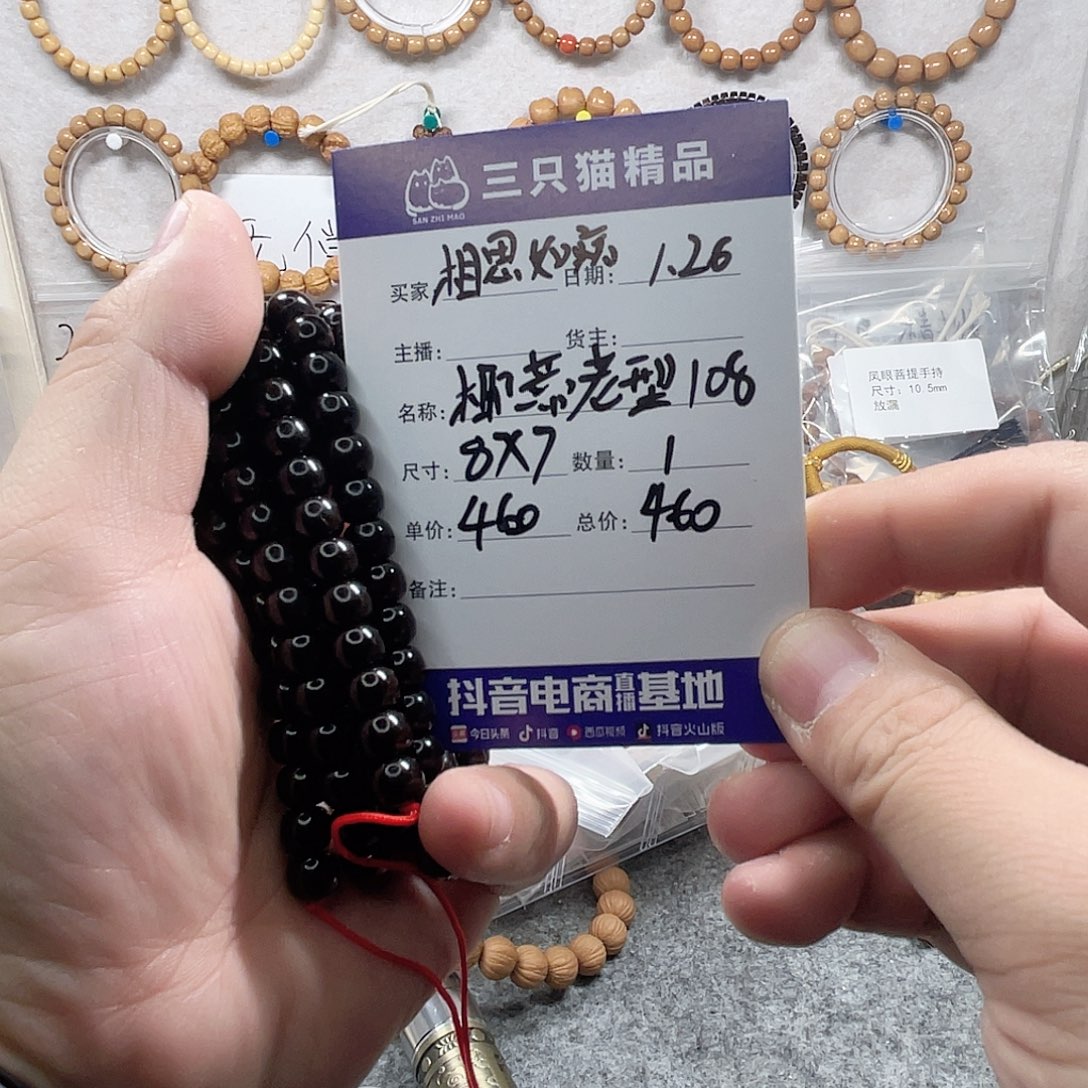 三只猫精品
SAN ZHI MAO
买家 相思如病 日期: 1.26
主播: 货主:
名称: 椰蒂老型108
尺寸: 8X7 数量: 1
单价: 460 总价: 460
备注:
抖音电商直播基地
今日头条 抖音 西瓜视频 抖音火山版
凤眼菩提手持
尺寸: 10.5mm
放漏